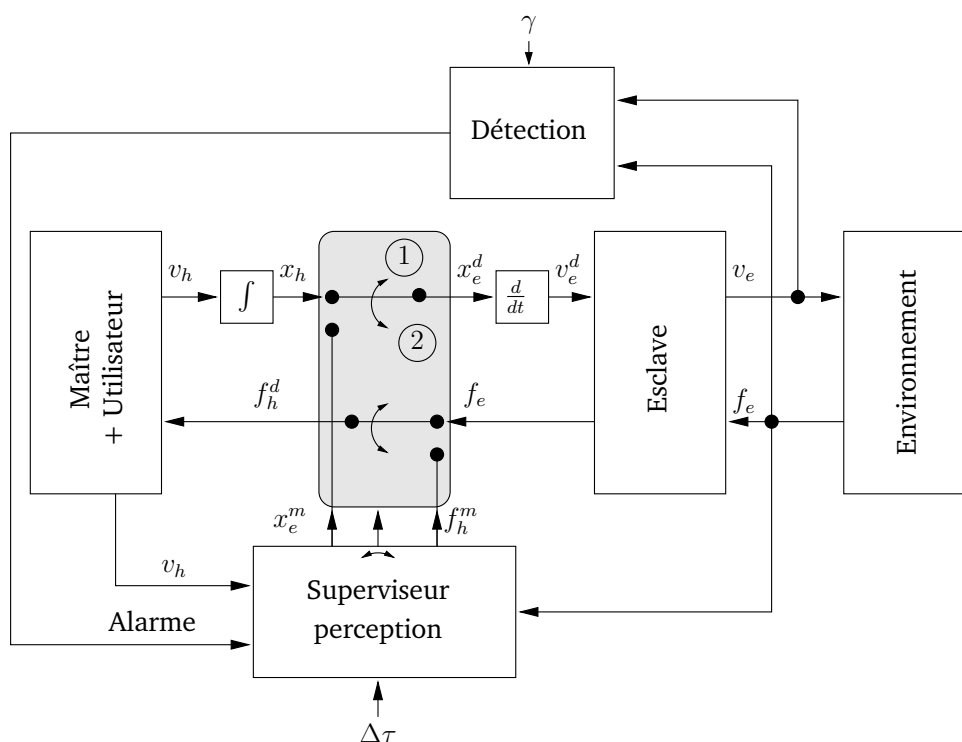 γ
Détection
v_h
∫
x_h
1
x_e^d
d/dt
v_e^d
v_e
2
Maître
+ Utilisateur
Esclave
Environnement
f_h^d
f_e
f_e
x_e^m
f_h^m
v_h
Superviseur
perception
Alarme
Δτ